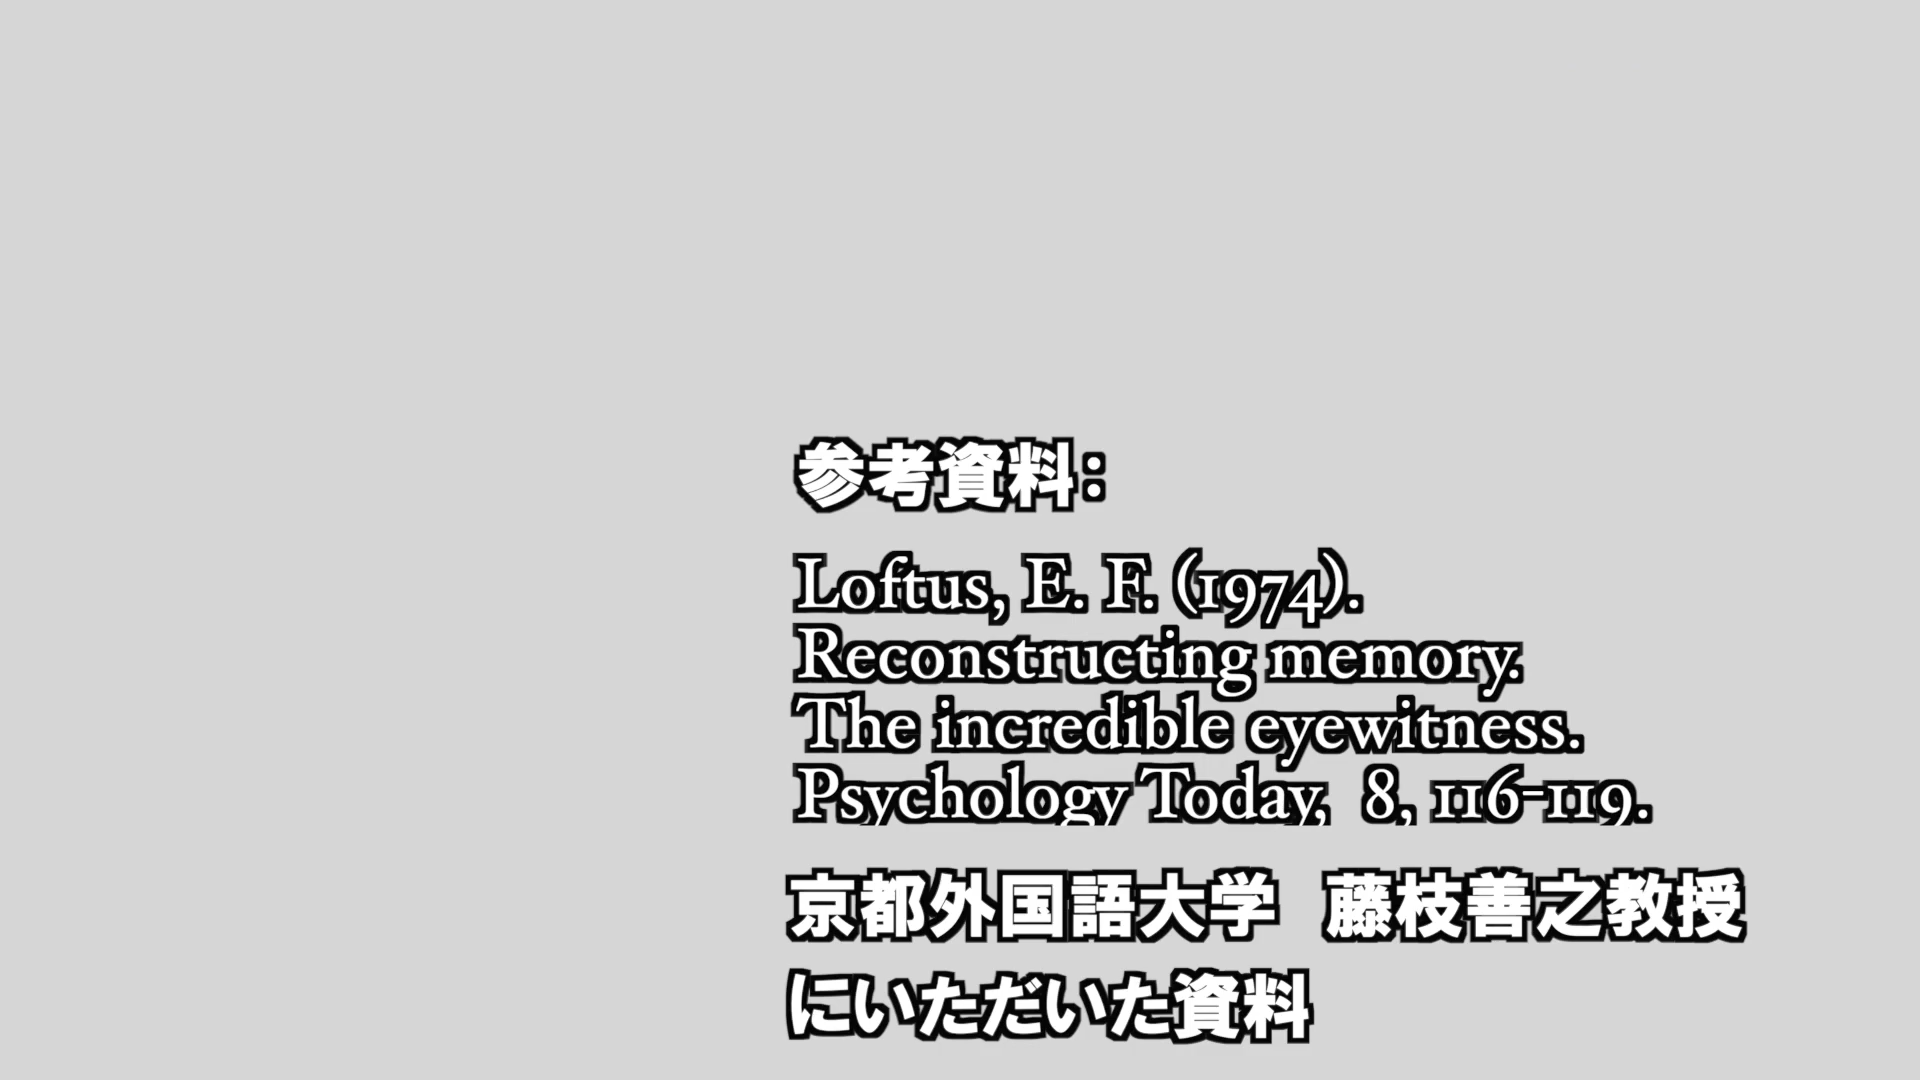 参考資料：
Loftus, E. F. (1974).
Reconstructing memory.
The incredible eyewitness.
Psychology Today,  8, 116-119.
京都外国語大学　藤枝善之教授
にいただいた資料